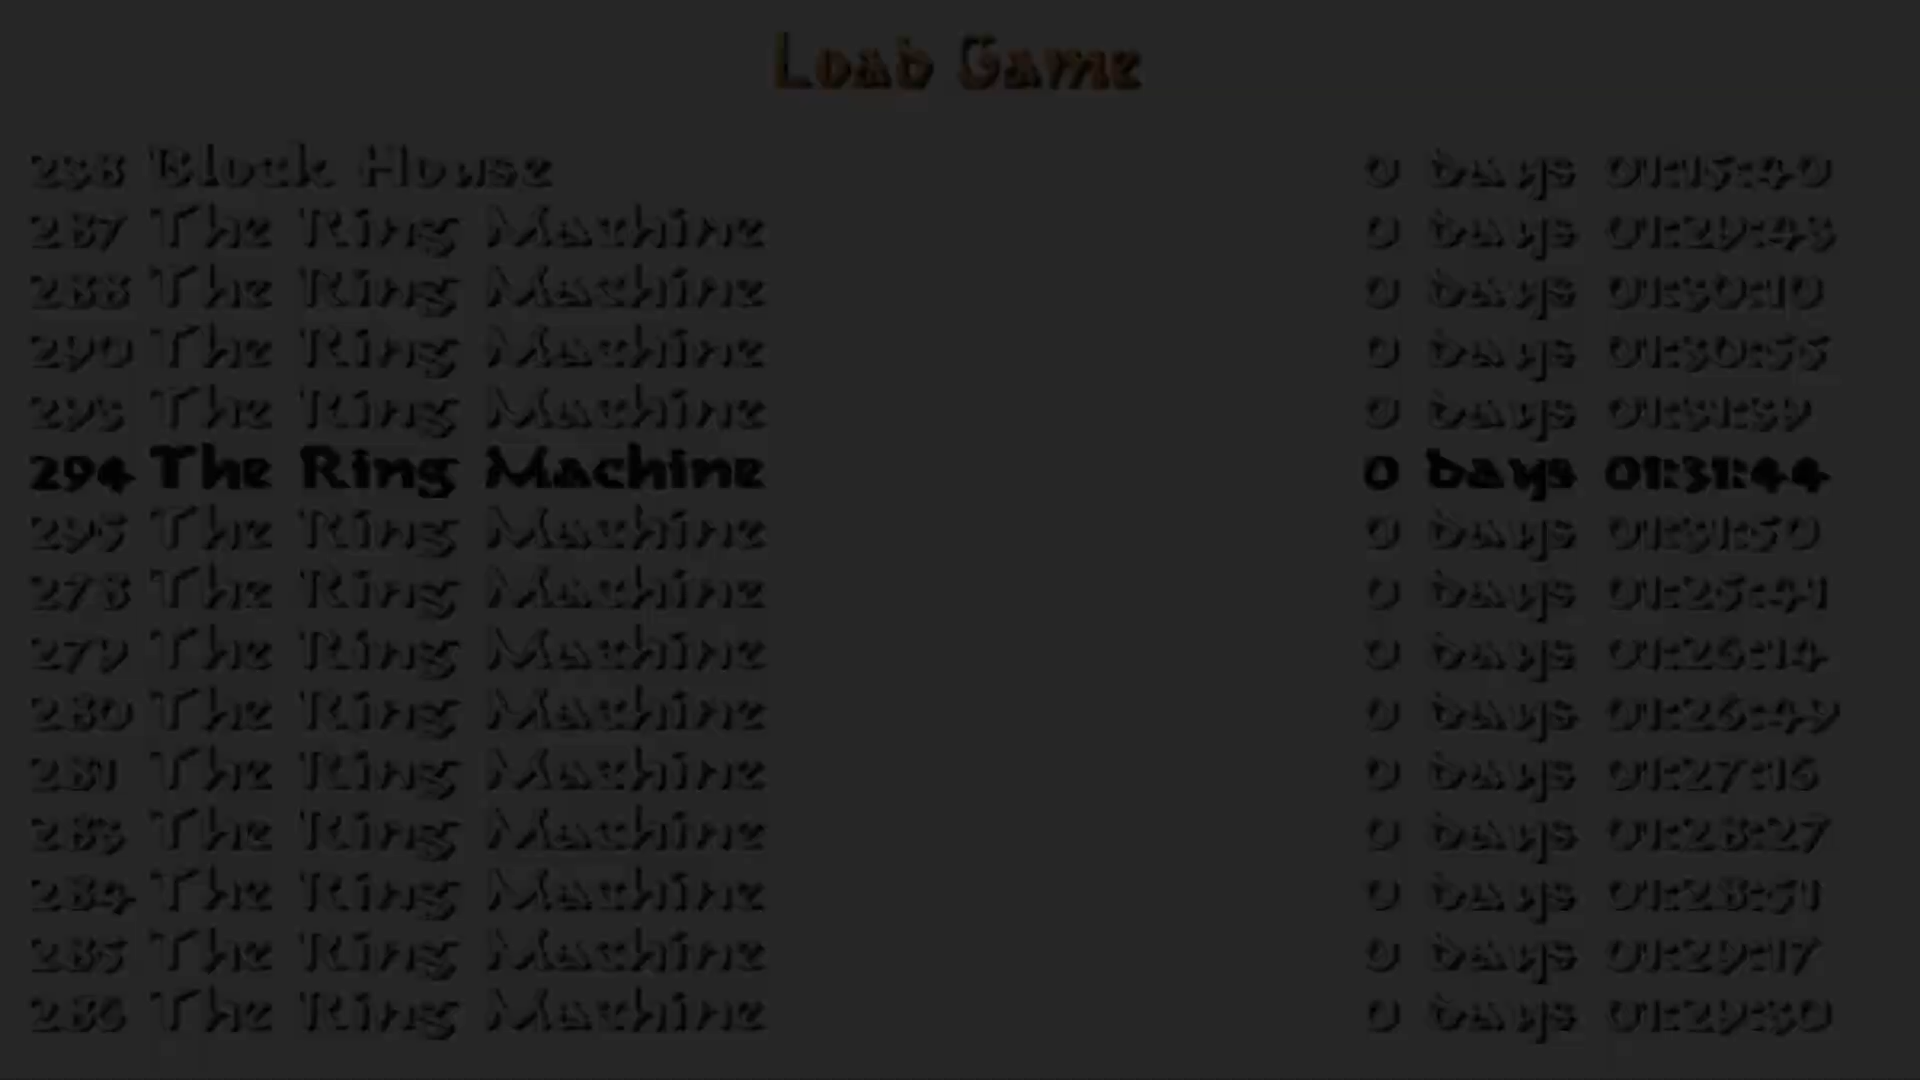 Load Game
238 Block House 0 days 01:15:40
287 The Ring Machine 0 days 01:29:43
288 The Ring Machine 0 days 01:30:10
290 The Ring Machine 0 days 01:30:55
293 The Ring Machine 0 days 01:31:39
294 The Ring Machine 0 days 01:31:44
295 The Ring Machine 0 days 01:31:50
278 The Ring Machine 0 days 01:25:41
279 The Ring Machine 0 days 01:26:14
280 The Ring Machine 0 days 01:26:49
281 The Ring Machine 0 days 01:27:16
283 The Ring Machine 0 days 01:28:27
284 The Ring Machine 0 days 01:28:51
285 The Ring Machine 0 days 01:29:17
286 The Ring Machine 0 days 01:29:30